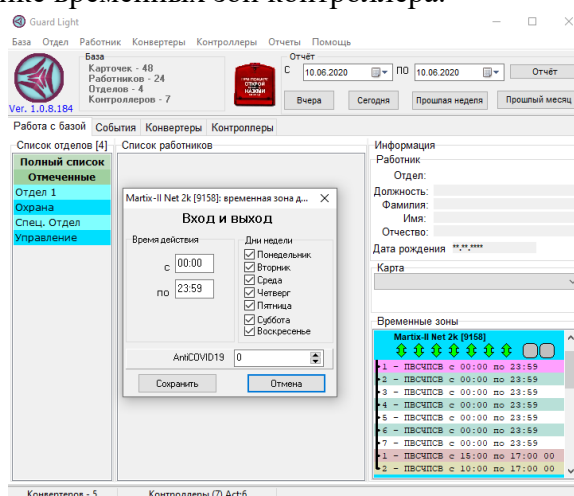 ке временных зон контроллера.
Guard Light
База Отдел Работник Конвертеры Контроллеры Отчеты Помощь
База
Карточек - 48
Работников - 24
Отделов - 4
Контроллеров - 7
Ver. 1.0.8.184
Отчёт
С 10.06.2020 ПО 10.06.2020 Отчёт
Вчера Сегодня Прошлая неделя Прошлый месяц
Работа с базой События Конвертеры Контроллеры
Список отделов [4]
Полный список
Отмеченные
Отдел 1
Охрана
Спец. Отдел
Управление
Список работников
Martix-II Net 2k [9158]: временная зона д...
Вход и выход
Время действия
с 00:00
по 23:59
Дни недели
Понедельник
Вторник
Среда
Четверг
Пятница
Суббота
Воскресенье
AntiCOVID19 0
Сохранить Отмена
Информация
Работник
Отдел:
Должность:
Фамилия:
Имя:
Отчество:
Дата рождения **.**.****
Карта
Временные зоны
Martix-II Net 2k [9158]
1 - ПВСЧПСВ с 00:00 по 23:59
2 - ПВСЧПСВ с 00:00 по 23:59
3 - ПВСЧПСВ с 00:00 по 23:59
4 - ПВСЧПСВ с 00:00 по 23:59
5 - ПВСЧПСВ с 00:00 по 23:59
6 - ПВСЧПСВ с 00:00 по 23:59
7 - ПВСЧПСВ с 00:00 по 23:59
1 - ПВСЧПСВ с 15:00 по 17:00 00
2 - ПВСЧПСВ с 10:00 по 17:00 00
Конвертеров - 5 Контроллеры (7) Act:6